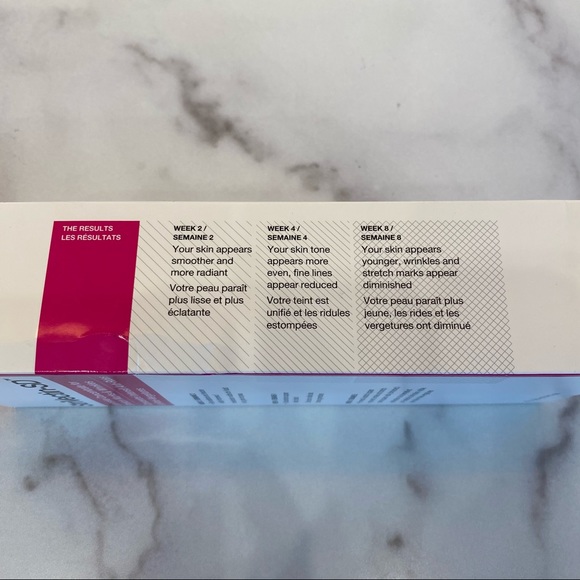 THE RESULTS
LES RÉSULTATS
WEEK 2 /
SEMAINE 2
Your skin appears
smoother and
more radiant
Votre peau paraît
plus lisse et plus
éclatante
WEEK 4 /
SEMAINE 4
Your skin tone
appears more
even, fine lines
appear reduced
Votre teint est
unifié et les ridules
estompées
WEEK 8 /
SEMAINE 8
Your skin appears
younger, wrinkles and
stretch marks appear
diminished
Votre peau paraît plus
jeune, les rides et les
vergetures ont diminué